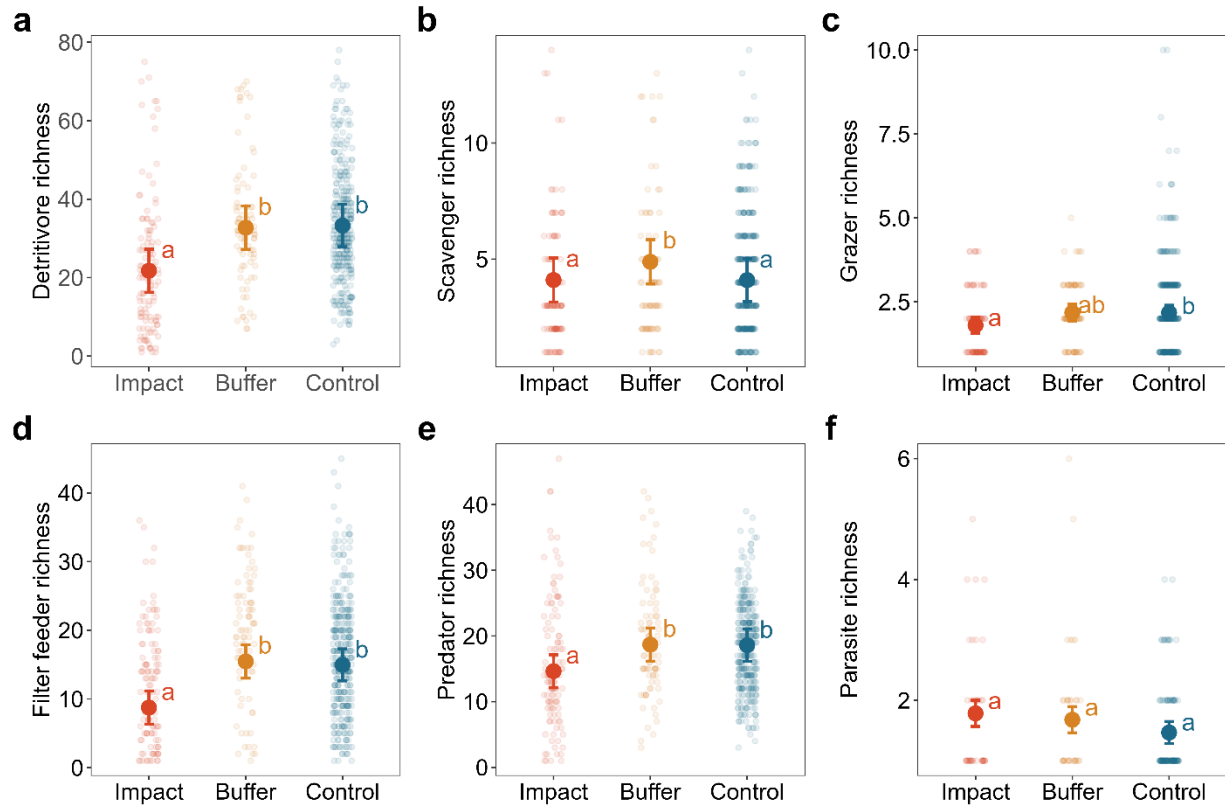 a
Detritivore richness
80
60
40
20
0
a
b
b
Impact Buffer Control
b
Scavenger richness
10
5
a
b
a
Impact Buffer Control
c
Grazer richness
10.0
7.5
5.0
2.5
a
ab
b
Impact Buffer Control
d
Filter feeder richness
40
30
20
10
0
a
b
b
Impact Buffer Control
e
Predator richness
40
30
20
10
0
a
b
b
Impact Buffer Control
f
Parasite richness
6
4
2
a
a
a
Impact Buffer Control